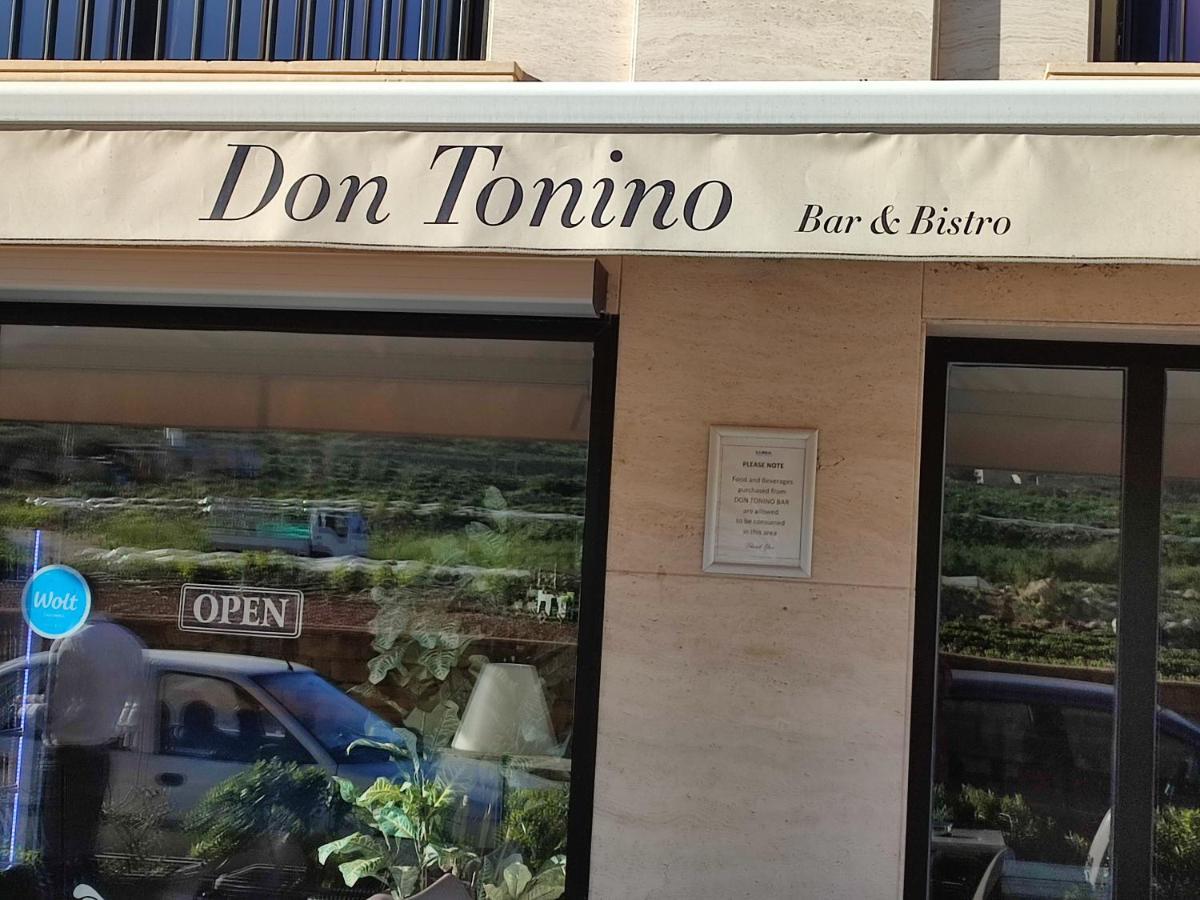 Don Tonino Bar & Bistro
PLEASE NOTE
Food and Beverages
purchased from
DON TONINO BAR
are allowed
to be consumed
in this area
Wolt
OPEN